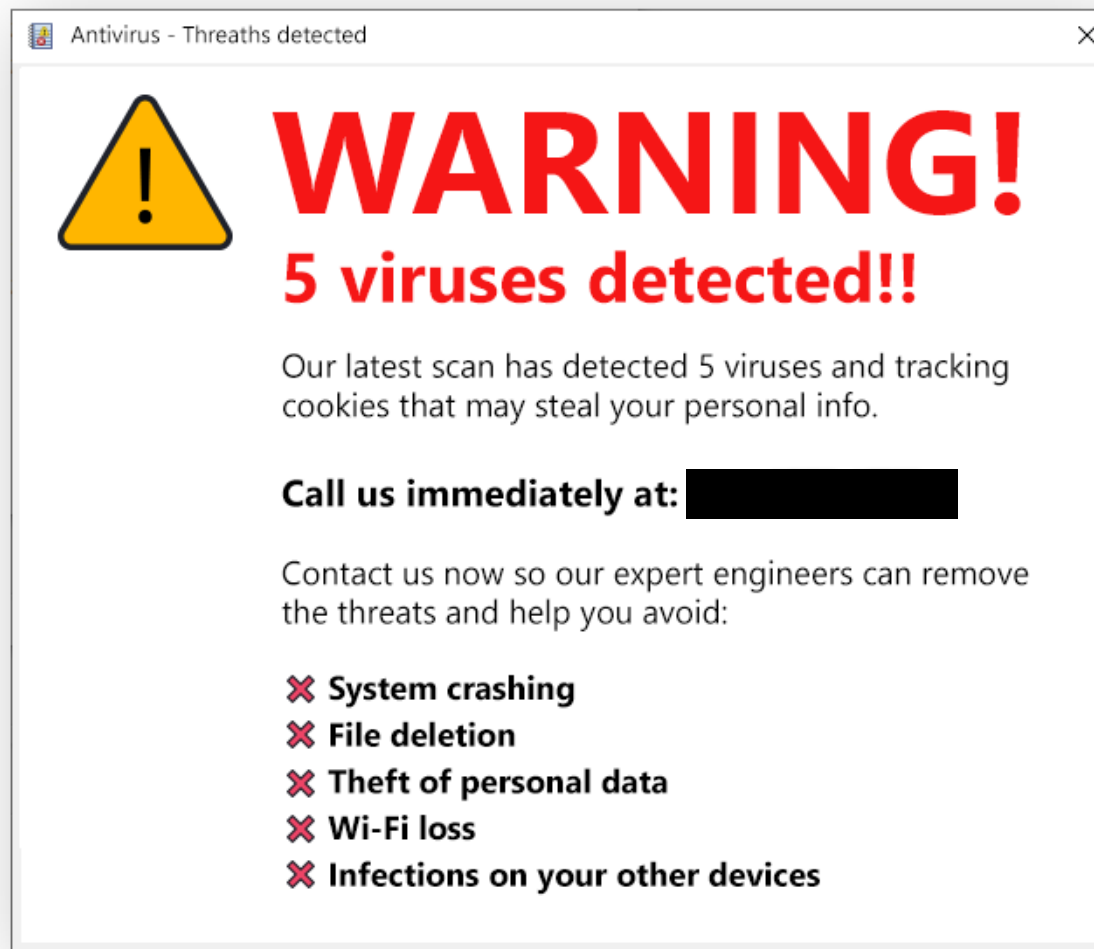 Antivirus - Threaths detected
WARNING!
5 viruses detected!!
Our latest scan has detected 5 viruses and tracking
cookies that may steal your personal info.
Call us immediately at:
Contact us now so our expert engineers can remove
the threats and help you avoid:
System crashing
File deletion
Theft of personal data
Wi-Fi loss
Infections on your other devices